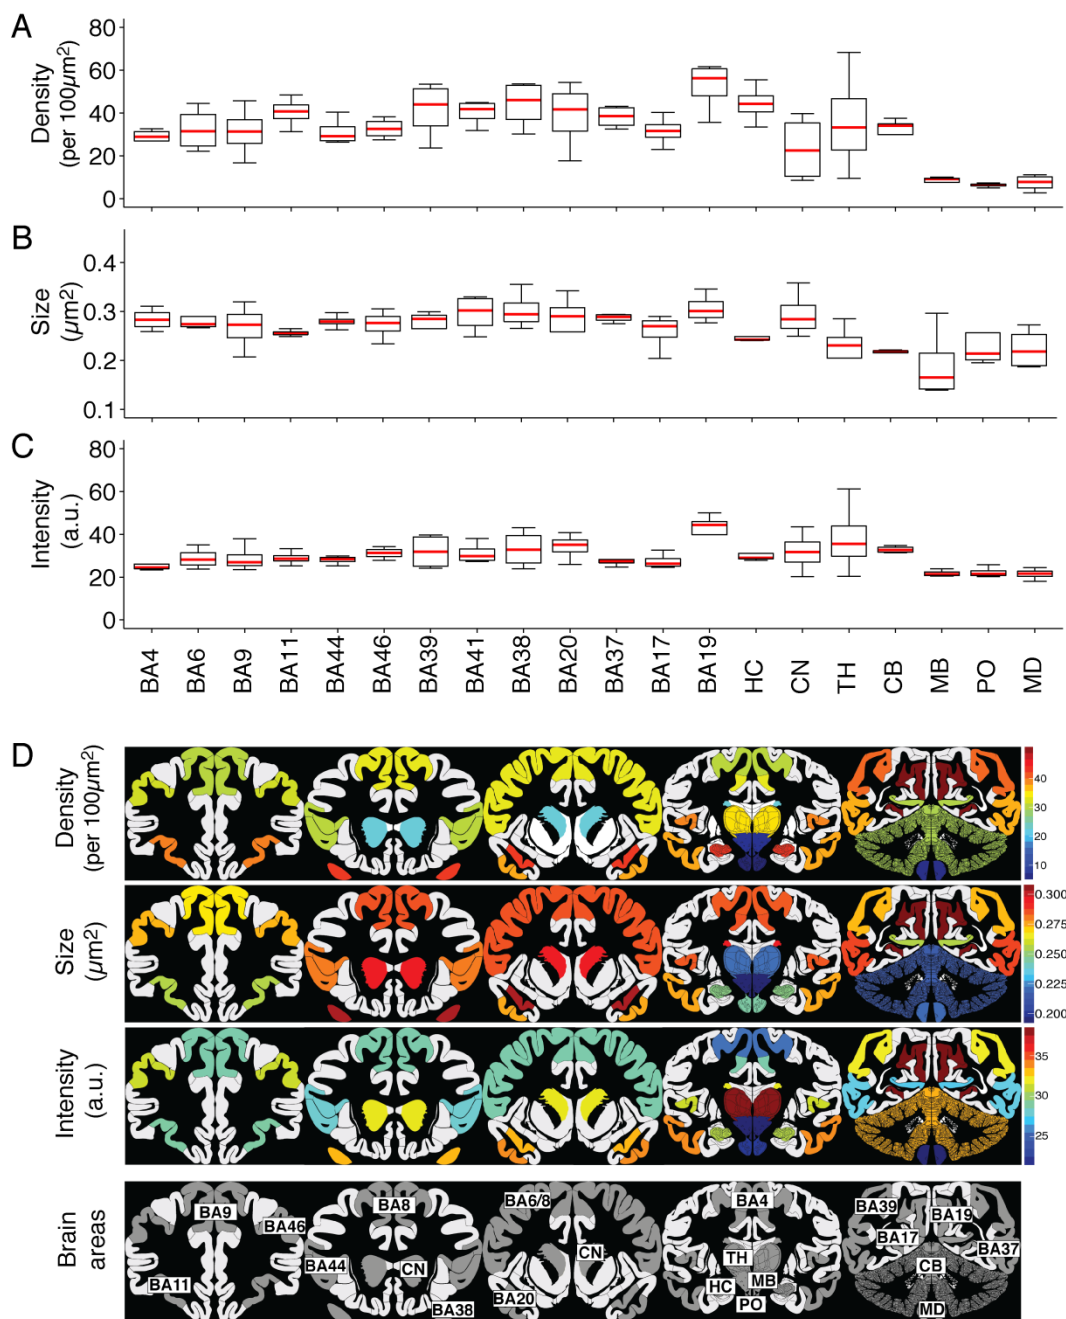 A
Density
(per 100µm²)
80
60
40
20
0
B
Size
(µm²)
0.4
0.3
0.2
0.1
C
Intensity
(a.u.)
80
60
40
20
0
BA4 BA6 BA9 BA11 BA44 BA46 BA39 BA41 BA38 BA20 BA37 BA17 BA19 HC CN TH CB MB PO MD
D
Density
(per 100µm²)
40
30
20
10
Size
(µm²)
0.300
0.275
0.250
0.225
0.200
Intensity
(a.u.)
35
30
25
Brain
areas
BA9
BA46
BA11
BA8
BA44
CN
BA38
BA6/8
CN
BA20
BA4
TH
HC
MB
PO
BA39
BA19
BA17
BA37
CB
MD